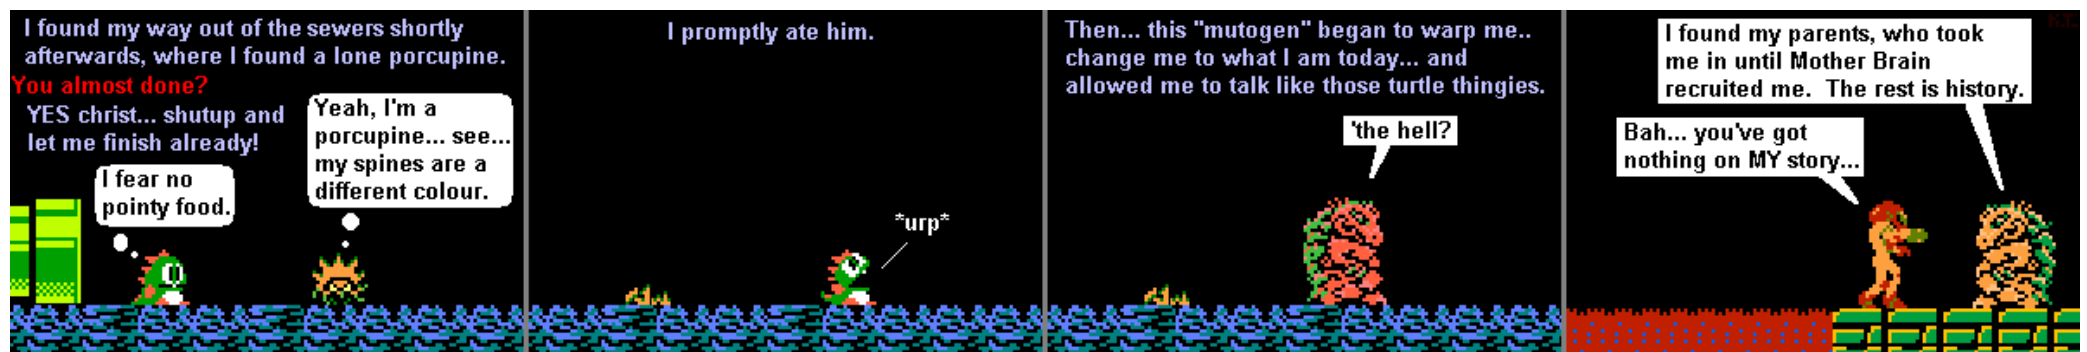 I found my way out of the sewers shortly
afterwards, where I found a lone porcupine.
You almost done?
YES christ... shutup and
let me finish already!
Yeah, I'm a
porcupine... see...
my spines are a
different colour.
I fear no
pointy food.
I promptly ate him.
*urp*
Then... this "mutogen" began to warp me..
change me to what I am today... and
allowed me to talk like those turtle thingies.
'the hell?
I found my parents, who took
me in until Mother Brain
recruited me.  The rest is history.
Bah... you've got
nothing on MY story...